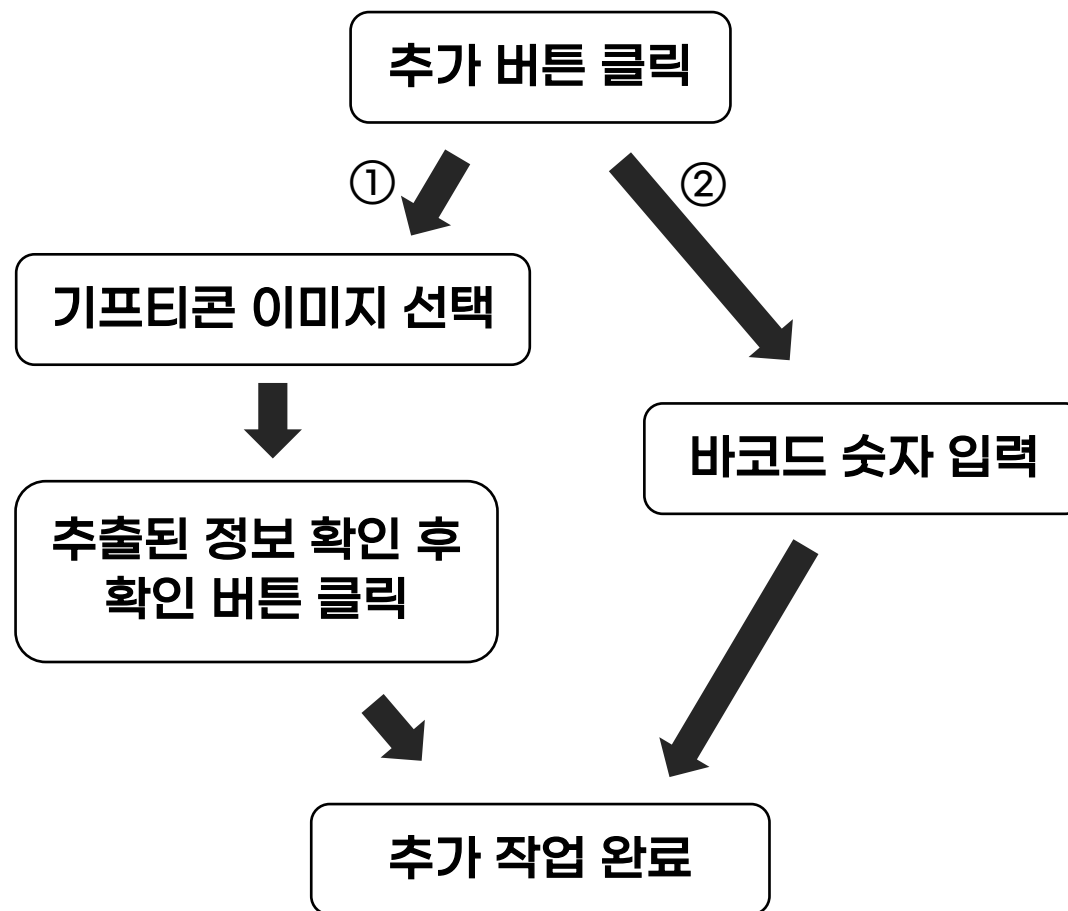 추가 버튼 클릭
①
②
기프티콘 이미지 선택
바코드 숫자 입력
추출된 정보 확인 후
확인 버튼 클릭
추가 작업 완료